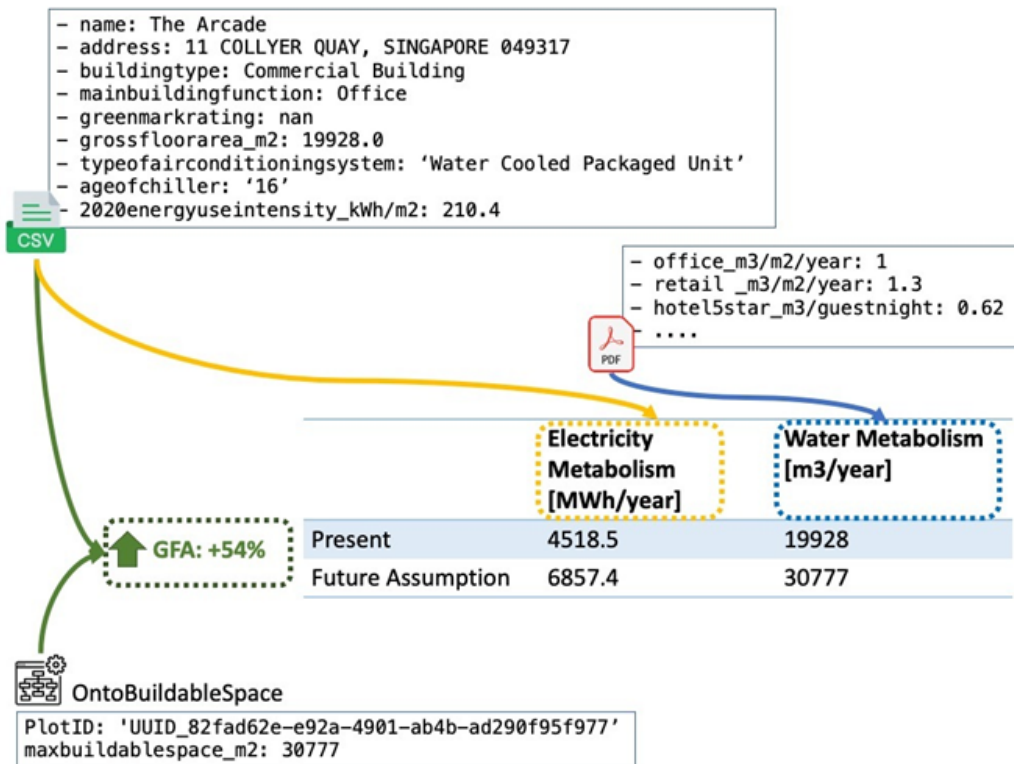 - name: The Arcade
- address: 11 COLLYER QUAY, SINGAPORE 049317
- buildingtype: Commercial Building
- mainbuildingfunction: Office
- greenmarkrating: nan
- grossfloorarea_m2: 19928.0
- typeofairconditioningsystem: ‘Water Cooled Packaged Unit’
- ageofchiller: ‘16’
- 2020energyuseintensity_kWh/m2: 210.4
CSV
- office_m3/m2/year: 1
- retail _m3/m2/year: 1.3
- hotel5star_m3/guestnight: 0.62
- ....
PDF
Electricity
Metabolism
[MWh/year]
Water Metabolism
[m3/year]
GFA: +54%
Present 4518.5 19928
Future Assumption 6857.4 30777
OntoBuildableSpace
PlotID: 'UUID_82fad62e-e92a-4901-ab4b-ad290f95f977’
maxbuildablespace_m2: 30777